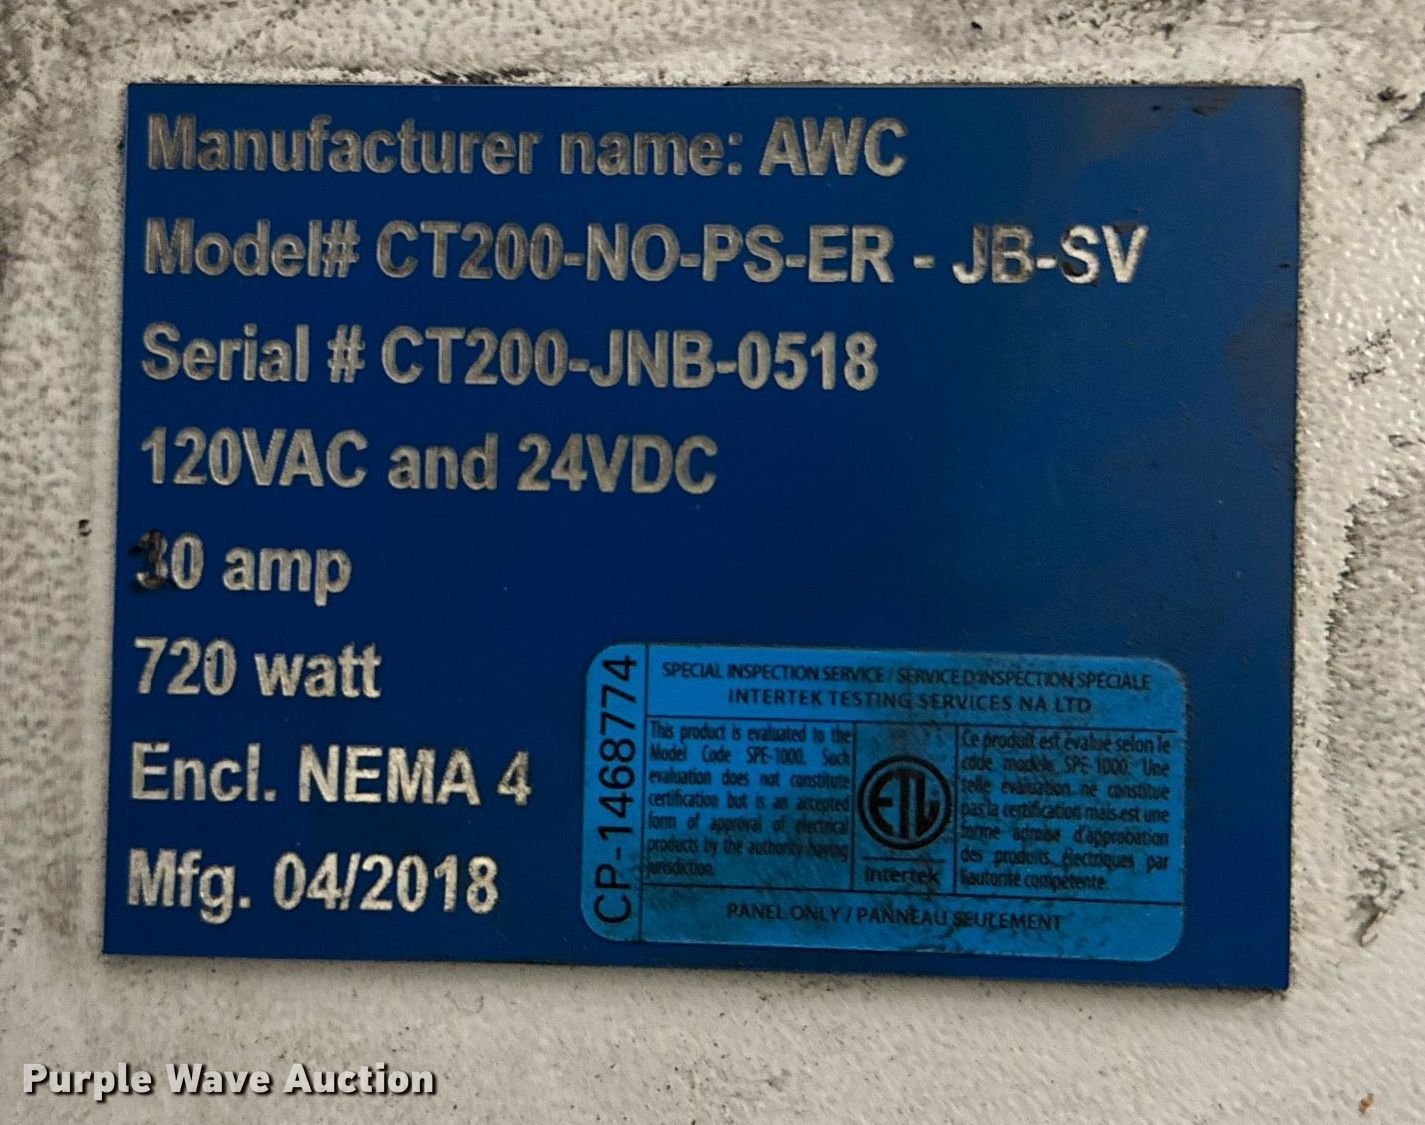 Manufacturer name: AWC
Model# CT200-NO-PS-ER - JB-SV
Serial # CT200-JNB-0518
120VAC and 24VDC
30 amp
720 watt
Encl. NEMA 4
Mfg. 04/2018
CP-1468774
SPECIAL INSPECTION SERVICE / SERVICE D'INSPECTION SPÉCIALE
INTERTEK TESTING SERVICES NA LTD
This product is evaluated to the
Model Code SPE-1000. Such
evaluation does not constitute
certification but is an accepted
form of approval of electrical
products by the authority having
jurisdiction.
ETL
Intertek
Ce produit est évalué selon le
code modèle SPE-1000. Une
telle évaluation ne constitue
pas la certification mais est une
forme admise d'approbation
des produits électriques par
l'autorité compétente.
PANEL ONLY / PANNEAU SEULEMENT
Purple Wave Auction